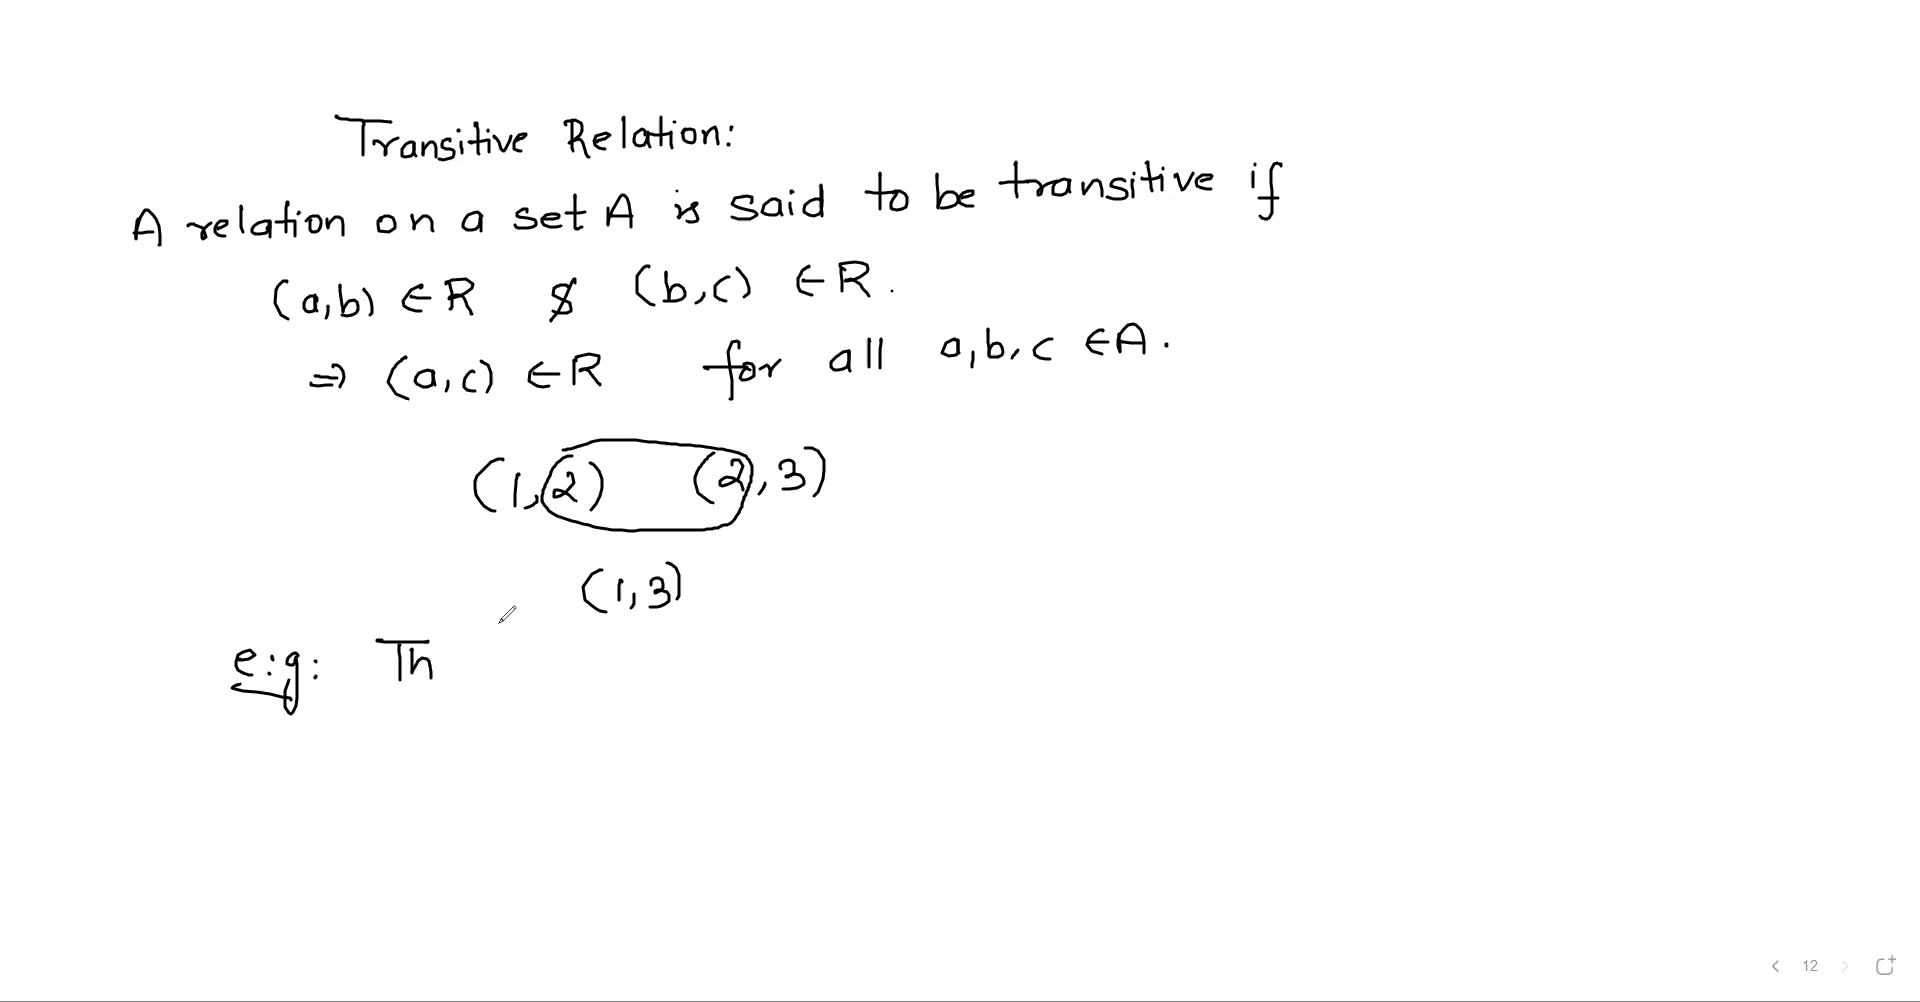 Transitive Relation:
A relation on a set A is said to be transitive if
(a,b) ∈ R & (b,c) ∈ R.
⇒ (a,c) ∈ R for all a,b,c ∈ A.
(1,2) (2,3)
(1,3)
e.g: Th
12